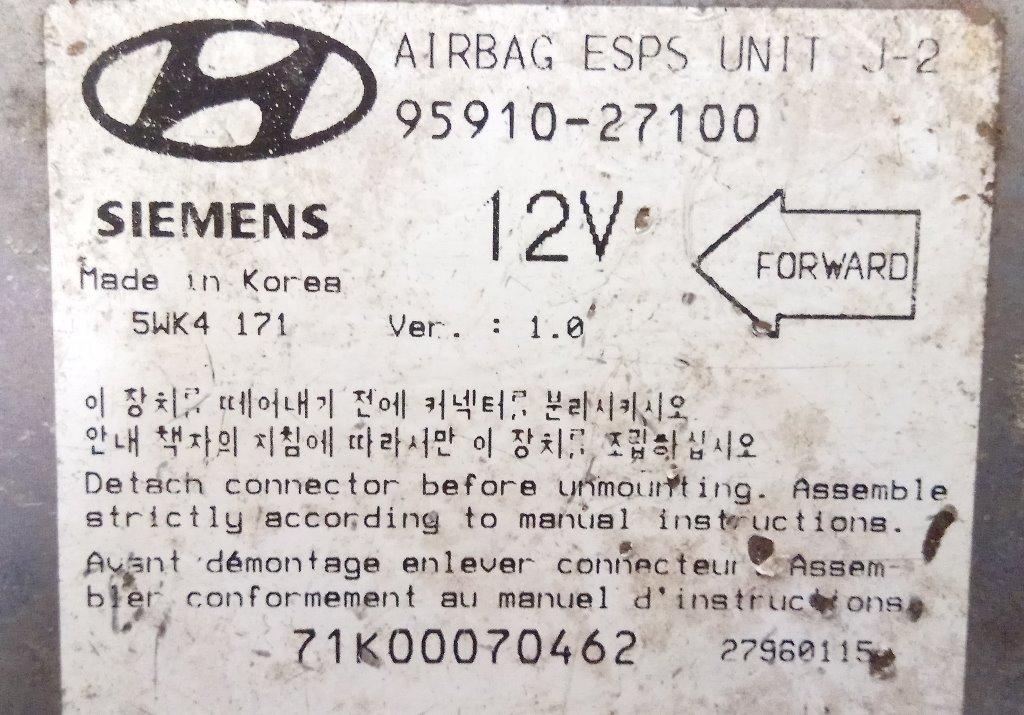 AIRBAG ESPS UNIT J-2
95910-27100
SIEMENS
12V
FORWARD
Made in Korea
5WK4 171 Ver. : 1.0
이 장치를 떼어내기 전에 커넥터를 분리시키시오
안내 책자의 지침에 따라서만 이 장치를 조립하십시오
Detach connector before unmounting. Assemble
strictly according to manual instructions.
Avant démontage enlever connecteur. Assem-
bler conformement au manuel d'instructions.
71K00070462 27960115